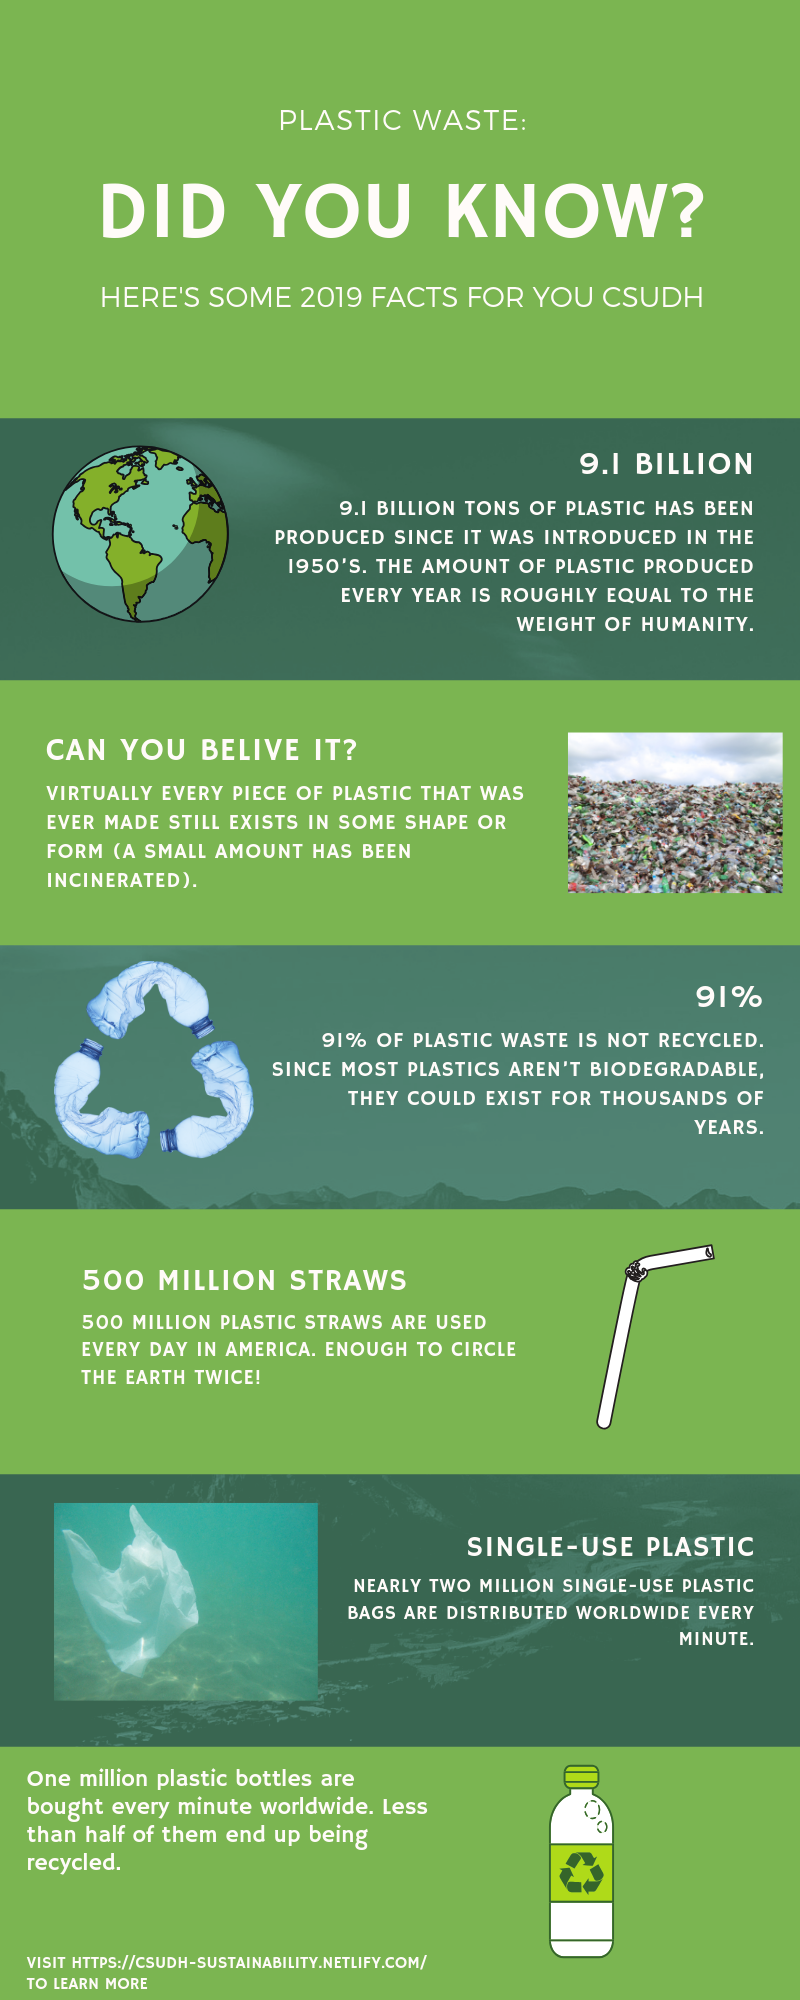 PLASTIC WASTE:
DID YOU KNOW?
HERE'S SOME 2019 FACTS FOR YOU CSUDH
9.1 BILLION
9.1 BILLION TONS OF PLASTIC HAS BEEN
PRODUCED SINCE IT WAS INTRODUCED IN THE
1950'S. THE AMOUNT OF PLASTIC PRODUCED
EVERY YEAR IS ROUGHLY EQUAL TO THE
WEIGHT OF HUMANITY.
CAN YOU BELIVE IT?
VIRTUALLY EVERY PIECE OF PLASTIC THAT WAS
EVER MADE STILL EXISTS IN SOME SHAPE OR
FORM (A SMALL AMOUNT HAS BEEN
INCINERATED).
91%
91% OF PLASTIC WASTE IS NOT RECYCLED.
SINCE MOST PLASTICS AREN'T BIODEGRADABLE,
THEY COULD EXIST FOR THOUSANDS OF
YEARS.
500 MILLION STRAWS
500 MILLION PLASTIC STRAWS ARE USED
EVERY DAY IN AMERICA. ENOUGH TO CIRCLE
THE EARTH TWICE!
SINGLE-USE PLASTIC
NEARLY TWO MILLION SINGLE-USE PLASTIC
BAGS ARE DISTRIBUTED WORLDWIDE EVERY
MINUTE.
One million plastic bottles are
bought every minute worldwide. Less
than half of them end up being
recycled.
VISIT HTTPS://CSUDH-SUSTAINABILITY.NETLIFY.COM/
TO LEARN MORE